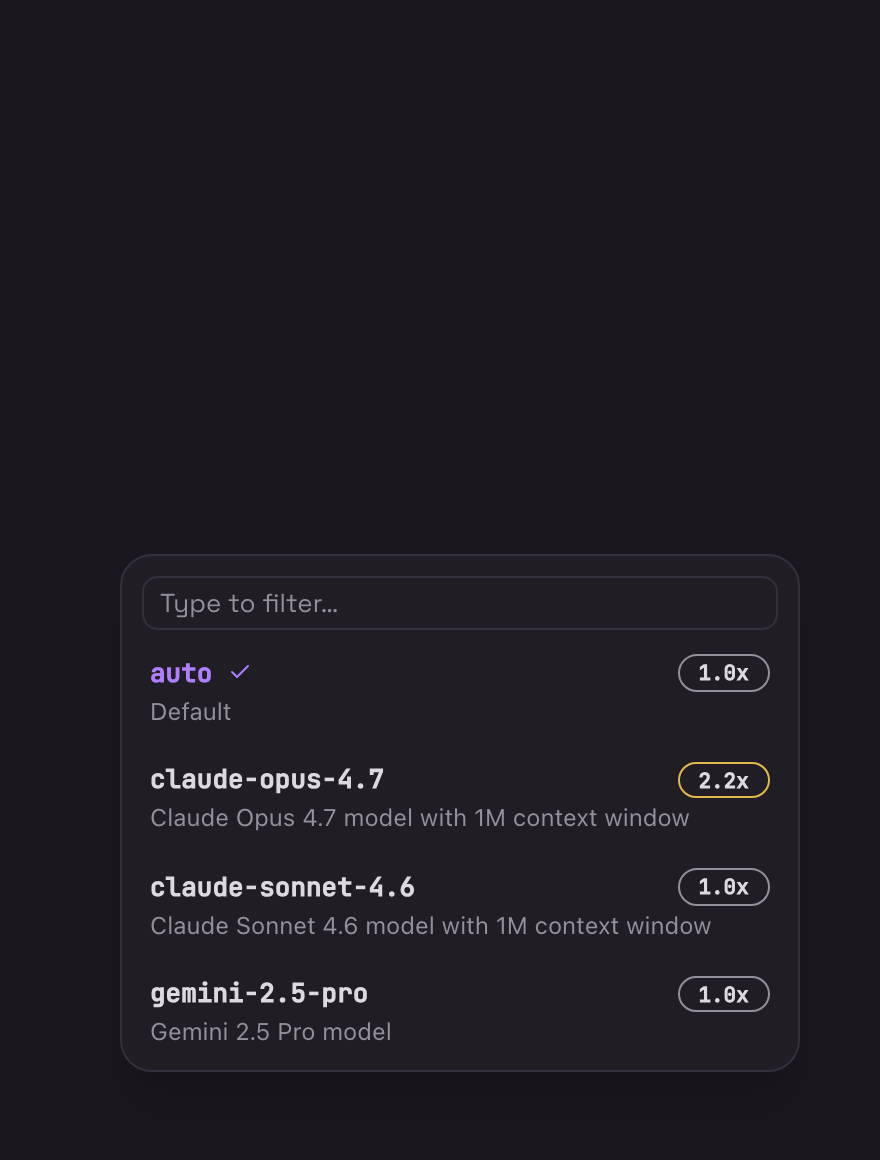 Type to filter...
auto ✓ 1.0x
Default
claude-opus-4.7 2.2x
Claude Opus 4.7 model with 1M context window
claude-sonnet-4.6 1.0x
Claude Sonnet 4.6 model with 1M context window
gemini-2.5-pro 1.0x
Gemini 2.5 Pro model